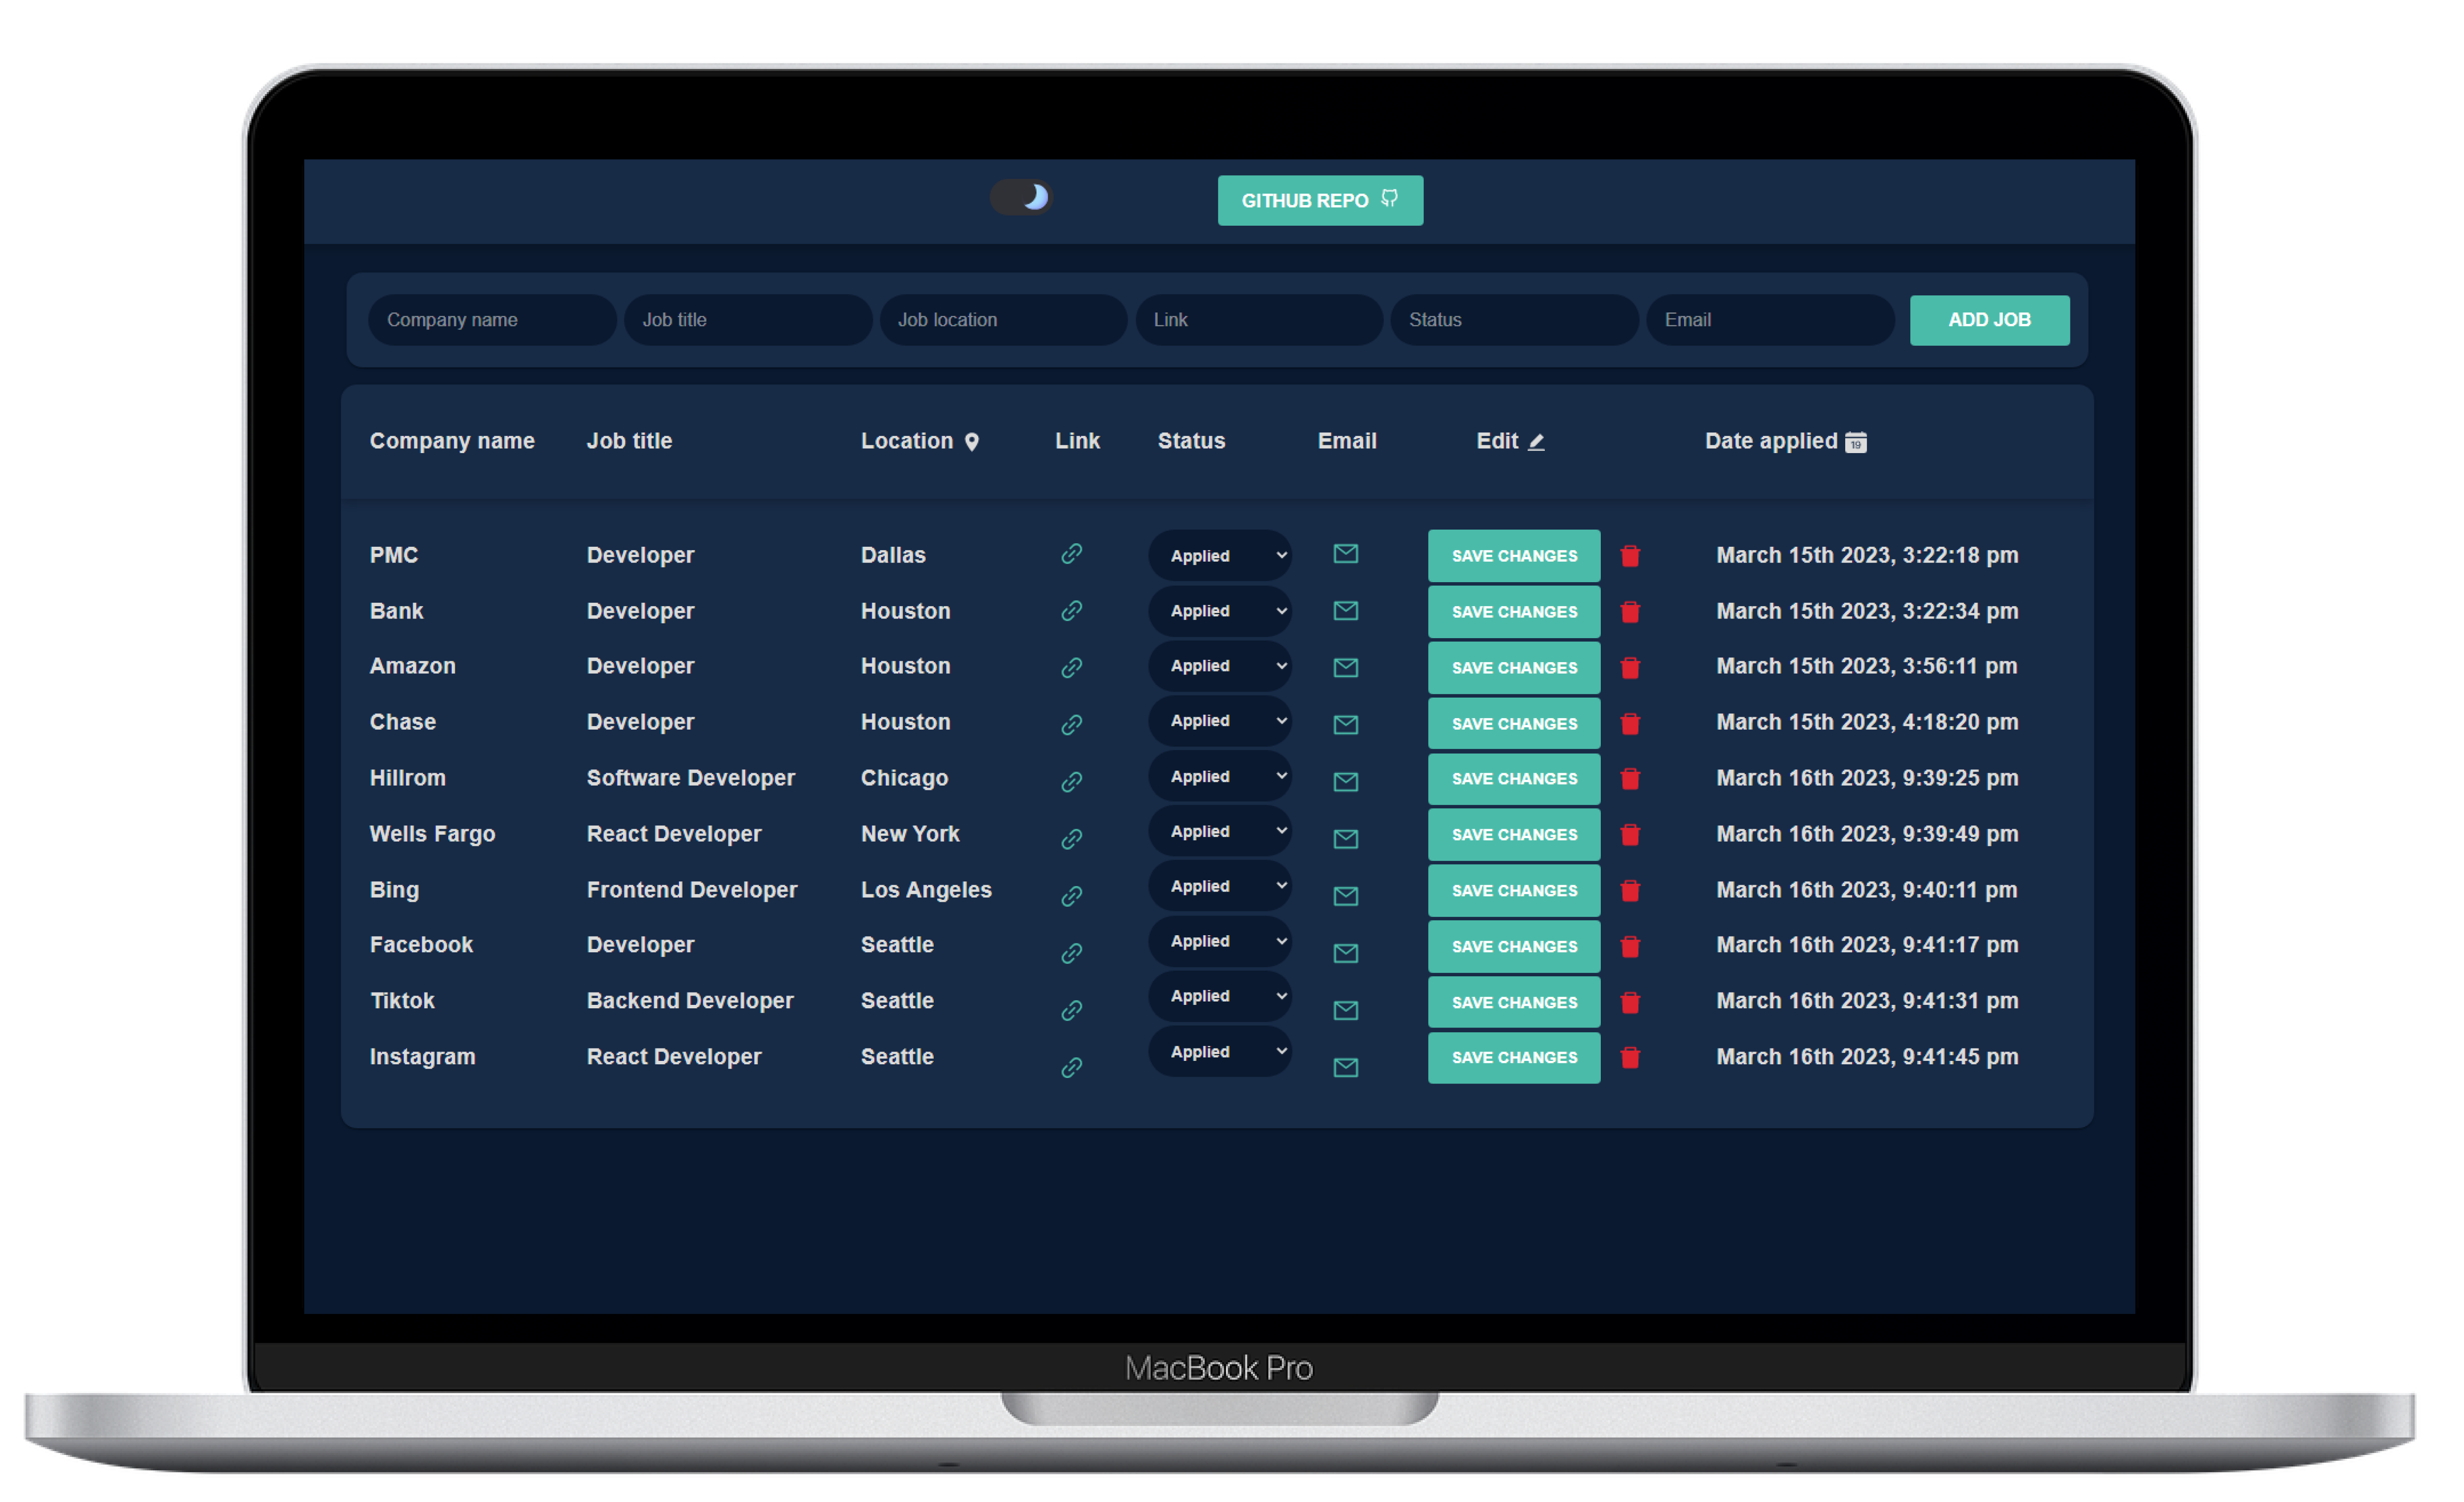 GITHUB REPO
Company name Job title Job location Link Status Email ADD JOB
Company name Job title Location Link Status Email Edit Date applied 19
PMC Developer Dallas Applied SAVE CHANGES March 15th 2023, 3:22:18 pm
Bank Developer Houston Applied SAVE CHANGES March 15th 2023, 3:22:34 pm
Amazon Developer Houston Applied SAVE CHANGES March 15th 2023, 3:56:11 pm
Chase Developer Houston Applied SAVE CHANGES March 15th 2023, 4:18:20 pm
Hillrom Software Developer Chicago Applied SAVE CHANGES March 16th 2023, 9:39:25 pm
Wells Fargo React Developer New York Applied SAVE CHANGES March 16th 2023, 9:39:49 pm
Bing Frontend Developer Los Angeles Applied SAVE CHANGES March 16th 2023, 9:40:11 pm
Facebook Developer Seattle Applied SAVE CHANGES March 16th 2023, 9:41:17 pm
Tiktok Backend Developer Seattle Applied SAVE CHANGES March 16th 2023, 9:41:31 pm
Instagram React Developer Seattle Applied SAVE CHANGES March 16th 2023, 9:41:45 pm
MacBook Pro